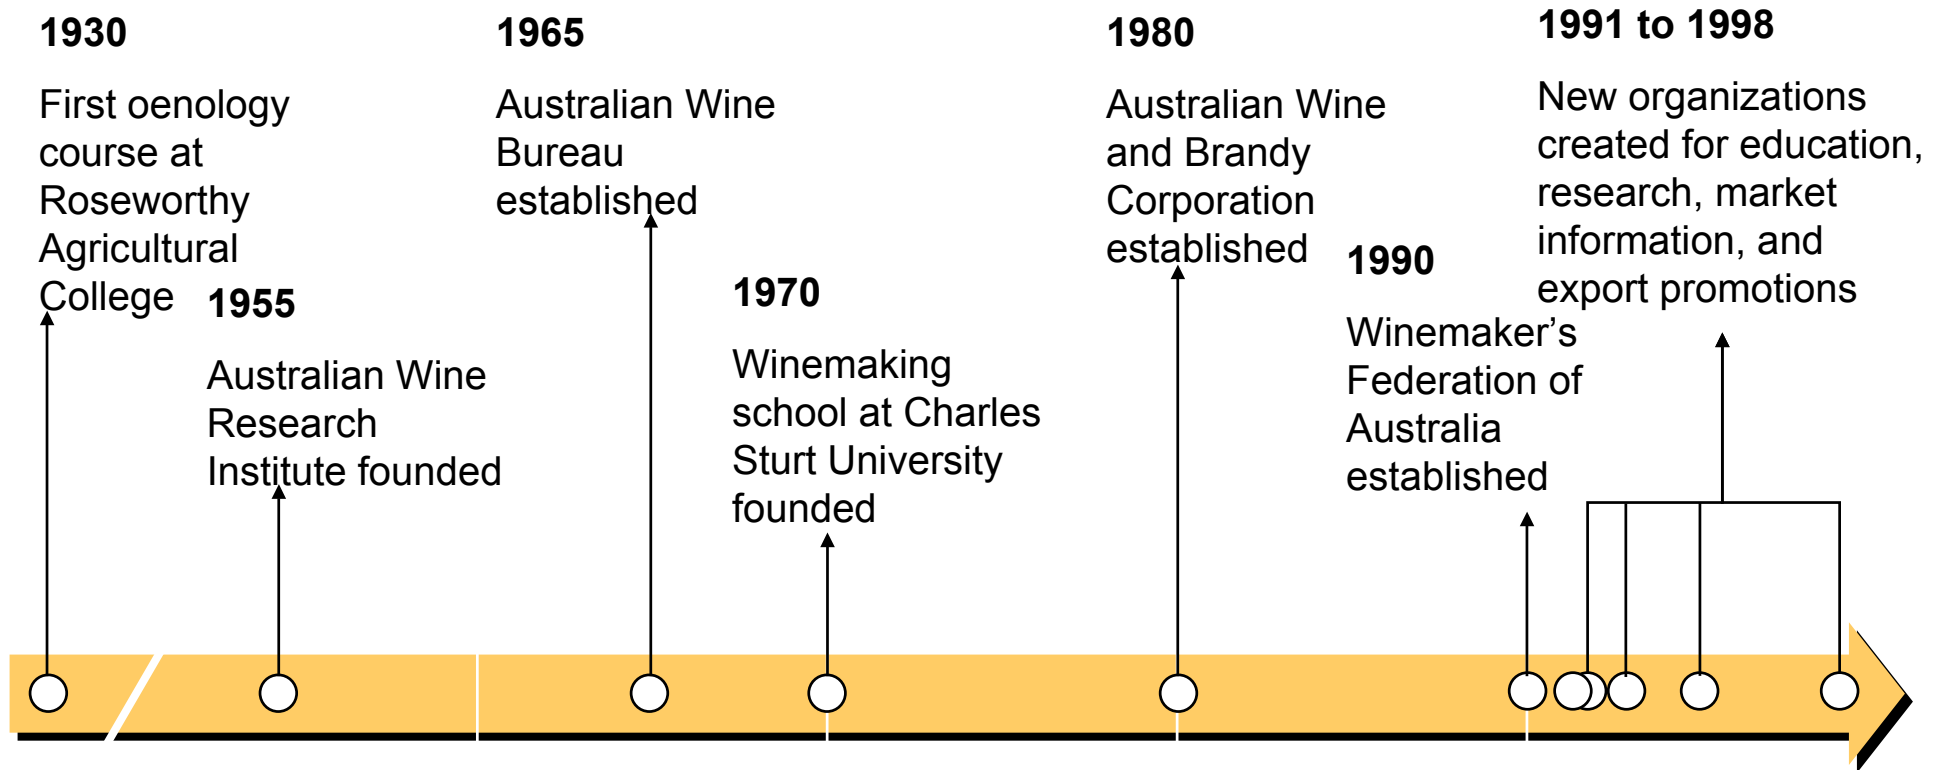 1930
First oenology
course at
Roseworthy
Agricultural
College
1955
Australian Wine
Research
Institute founded
1965
Australian Wine
Bureau
established
1970
Winemaking
school at Charles
Sturt University
founded
1980
Australian Wine
and Brandy
Corporation
established
1990
Winemaker’s
Federation of
Australia
established
1991 to 1998
New organizations
created for education,
research, market
information, and
export promotions